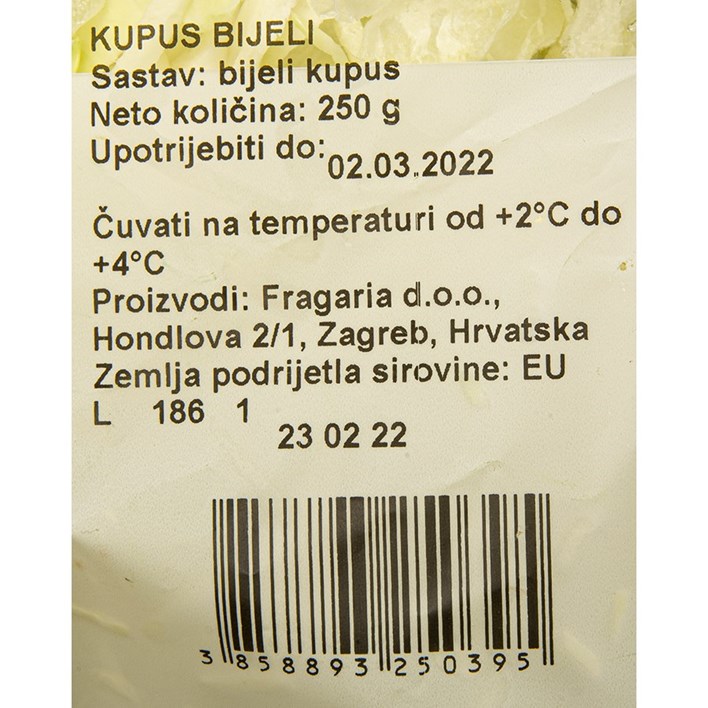 KUPUS BIJELI
Sastav: bijeli kupus
Neto količina: 250 g
Upotrijebiti do: 02.03.2022
Čuvati na temperaturi od +2°C do
+4°C
Proizvodi: Fragaria d.o.o.,
Hondlova 2/1, Zagreb, Hrvatska
Zemlja podrijetla sirovine: EU
L 186 1
23 02 22
3 858893 250395